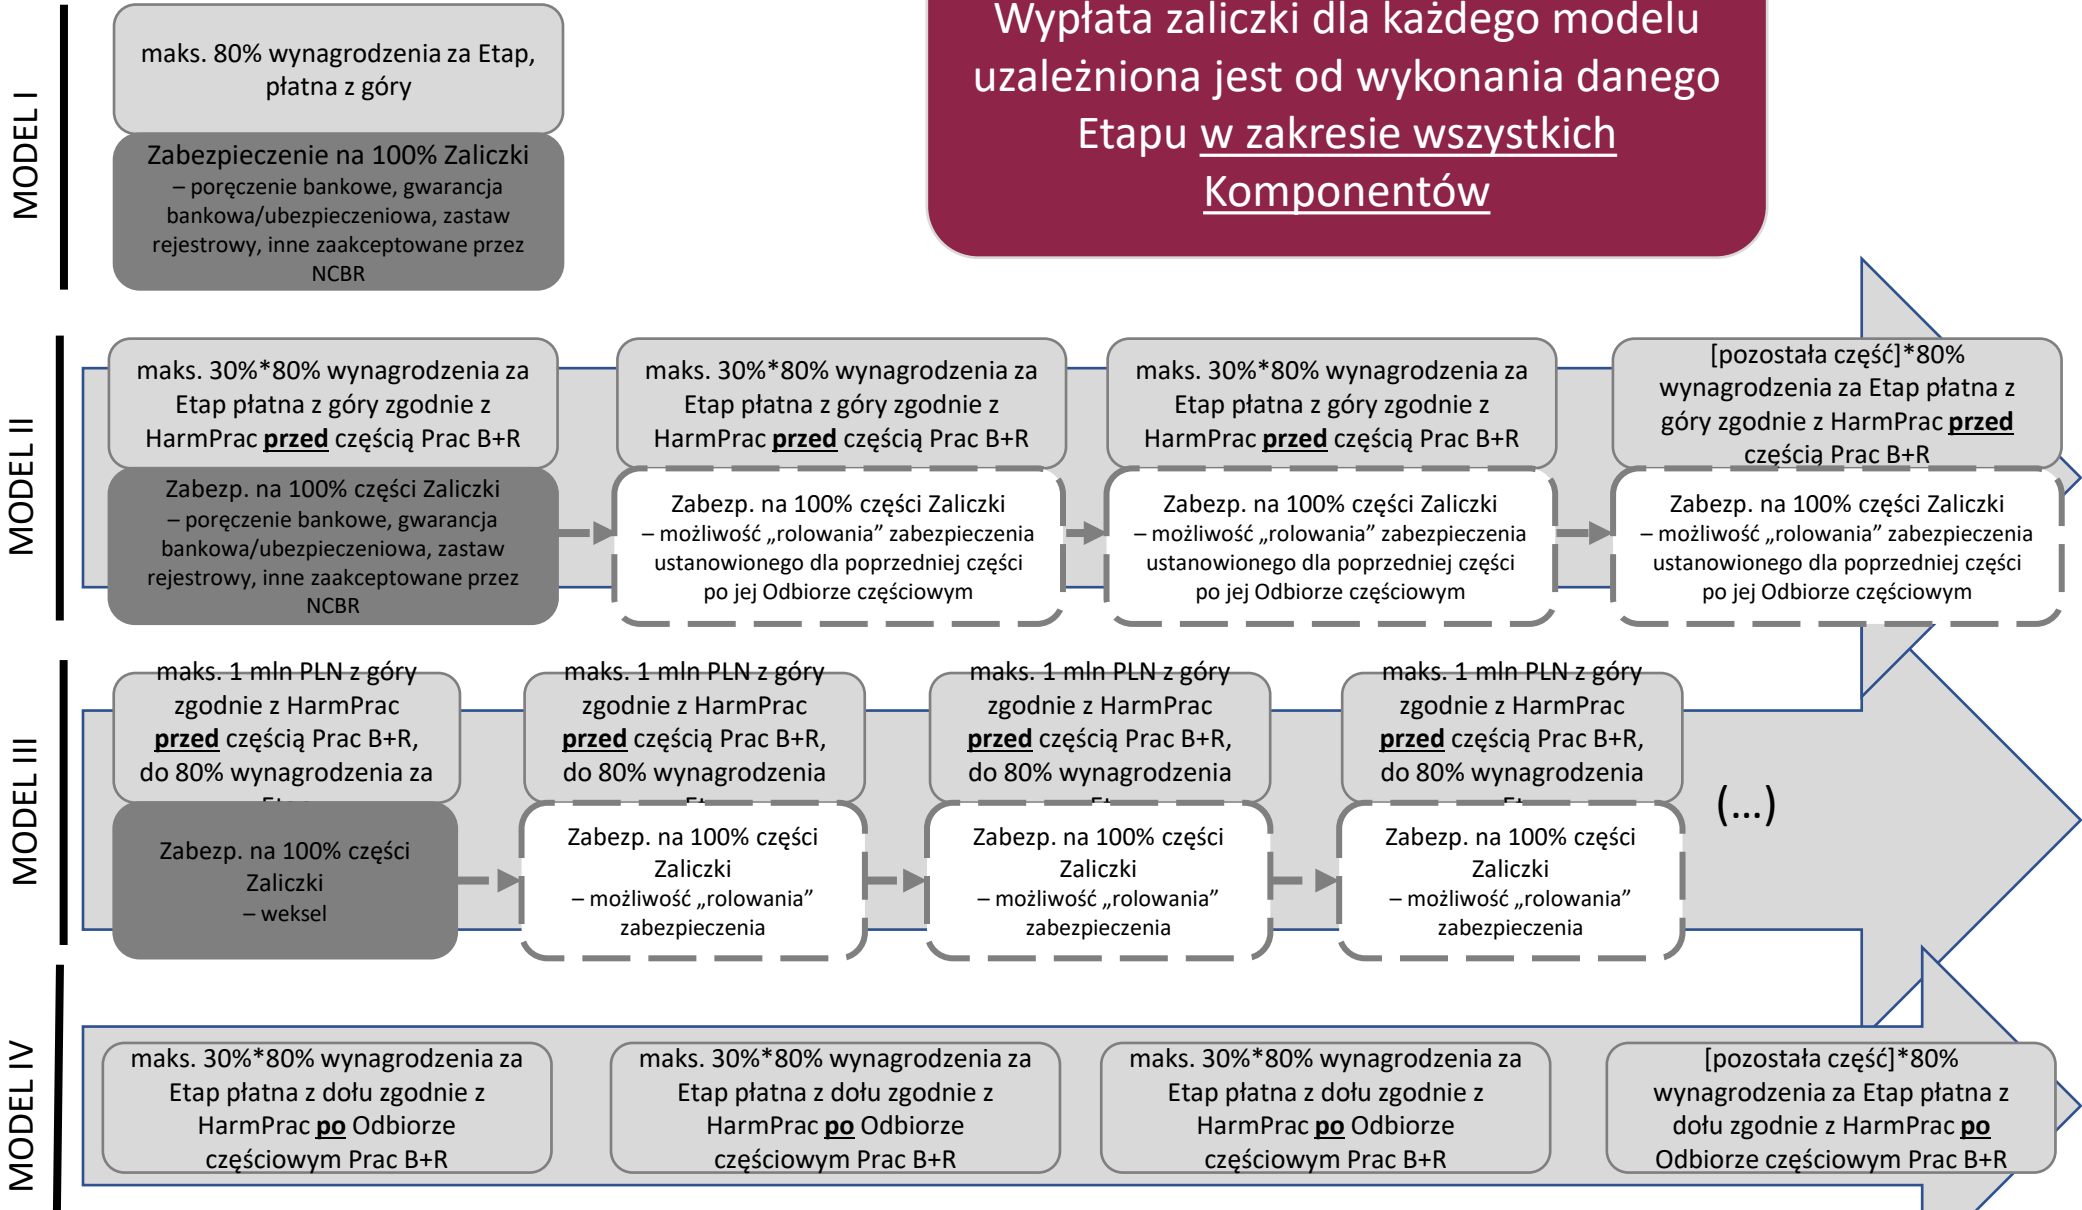 Wypłata zaliczki dla każdego modelu
uzależniona jest od wykonania danego
Etapu w zakresie wszystkich
Komponentów
MODEL I
maks. 80% wynagrodzenia za Etap,
płatna z góry
Zabezpieczenie na 100% Zaliczki
– poręczenie bankowe, gwarancja
bankowa/ubezpieczeniowa, zastaw
rejestrowy, inne zaakceptowane przez
NCBR
MODEL II
maks. 30%*80% wynagrodzenia za
Etap płatna z góry zgodnie z
HarmPrac przed częścią Prac B+R
Zabezp. na 100% części Zaliczki
– poręczenie bankowe, gwarancja
bankowa/ubezpieczeniowa, zastaw
rejestrowy, inne zaakceptowane przez
NCBR
maks. 30%*80% wynagrodzenia za
Etap płatna z góry zgodnie z
HarmPrac przed częścią Prac B+R
Zabezp. na 100% części Zaliczki
– możliwość „rolowania” zabezpieczenia
ustanowionego dla poprzedniej części
po jej Odbiorze częściowym
maks. 30%*80% wynagrodzenia za
Etap płatna z góry zgodnie z
HarmPrac przed częścią Prac B+R
Zabezp. na 100% części Zaliczki
– możliwość „rolowania” zabezpieczenia
ustanowionego dla poprzedniej części
po jej Odbiorze częściowym
[pozostała część]*80%
wynagrodzenia za Etap płatna z
góry zgodnie z HarmPrac przed
częścią Prac B+R
Zabezp. na 100% części Zaliczki
– możliwość „rolowania” zabezpieczenia
ustanowionego dla poprzedniej części
po jej Odbiorze częściowym
MODEL III
maks. 1 mln PLN z góry
zgodnie z HarmPrac
przed częścią Prac B+R,
do 80% wynagrodzenia za
Zabezp. na 100% części
Zaliczki
– weksel
maks. 1 mln PLN z góry
zgodnie z HarmPrac
przed częścią Prac B+R,
do 80% wynagrodzenia
Zabezp. na 100% części
Zaliczki
– możliwość „rolowania”
zabezpieczenia
maks. 1 mln PLN z góry
zgodnie z HarmPrac
przed częścią Prac B+R,
do 80% wynagrodzenia
Zabezp. na 100% części
Zaliczki
– możliwość „rolowania”
zabezpieczenia
maks. 1 mln PLN z góry
zgodnie z HarmPrac
przed częścią Prac B+R,
do 80% wynagrodzenia
Zabezp. na 100% części
Zaliczki
– możliwość „rolowania”
zabezpieczenia
(...)
MODEL IV
maks. 30%*80% wynagrodzenia za
Etap płatna z dołu zgodnie z
HarmPrac po Odbiorze
częściowym Prac B+R
maks. 30%*80% wynagrodzenia za
Etap płatna z dołu zgodnie z
HarmPrac po Odbiorze
częściowym Prac B+R
maks. 30%*80% wynagrodzenia za
Etap płatna z dołu zgodnie z
HarmPrac po Odbiorze
częściowym Prac B+R
[pozostała część]*80%
wynagrodzenia za Etap płatna z
dołu zgodnie z HarmPrac po
Odbiorze częściowym Prac B+R